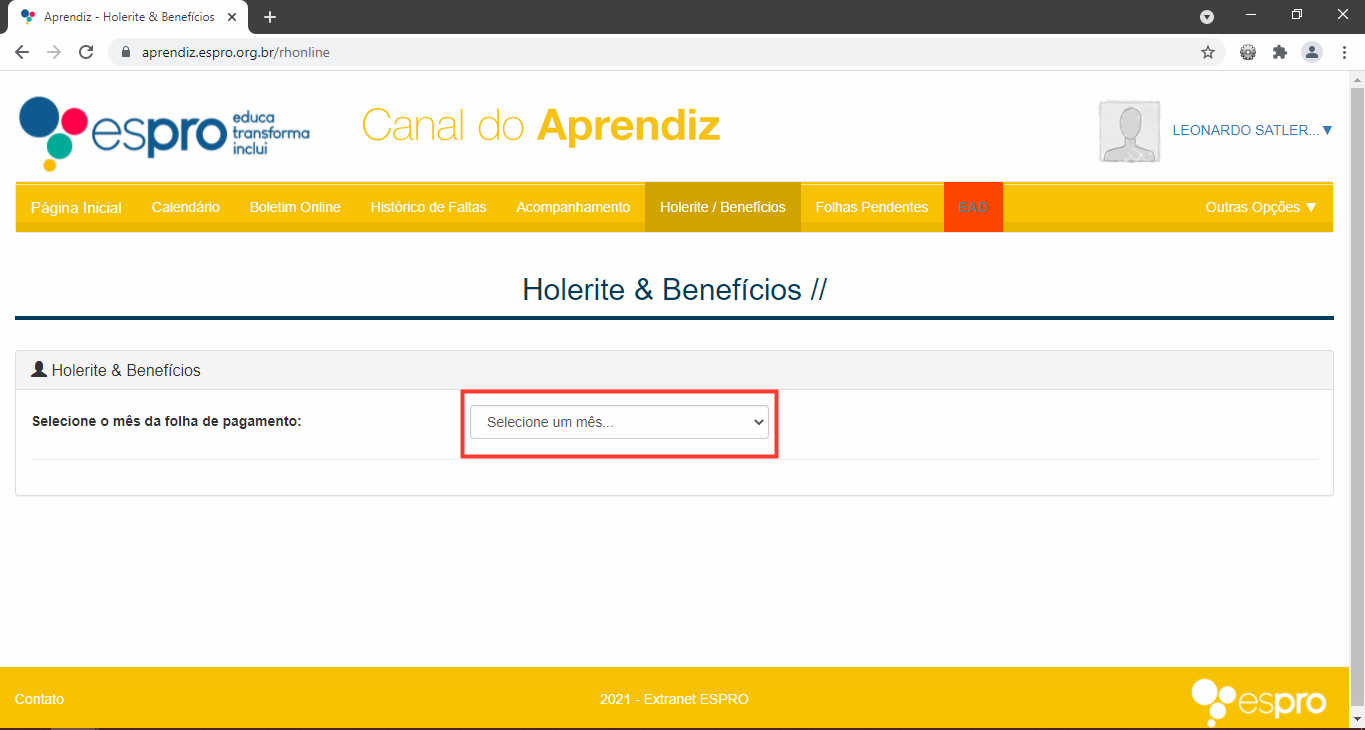 Aprendiz - Holerite & Benefícios
aprendiz.espro.org.br/rhonline
espro educa transforma inclui
Canal do Aprendiz
LEONARDO SATLER...▼
Página Inicial Calendário Boletim Online Histórico de Faltas Acompanhamento Holerite / Benefícios Folhas Pendentes EAD Outras Opções ▼
Holerite & Benefícios //
Holerite & Benefícios
Selecione o mês da folha de pagamento: Selecione um mês...
Contato 2021 - Extranet ESPRO espro